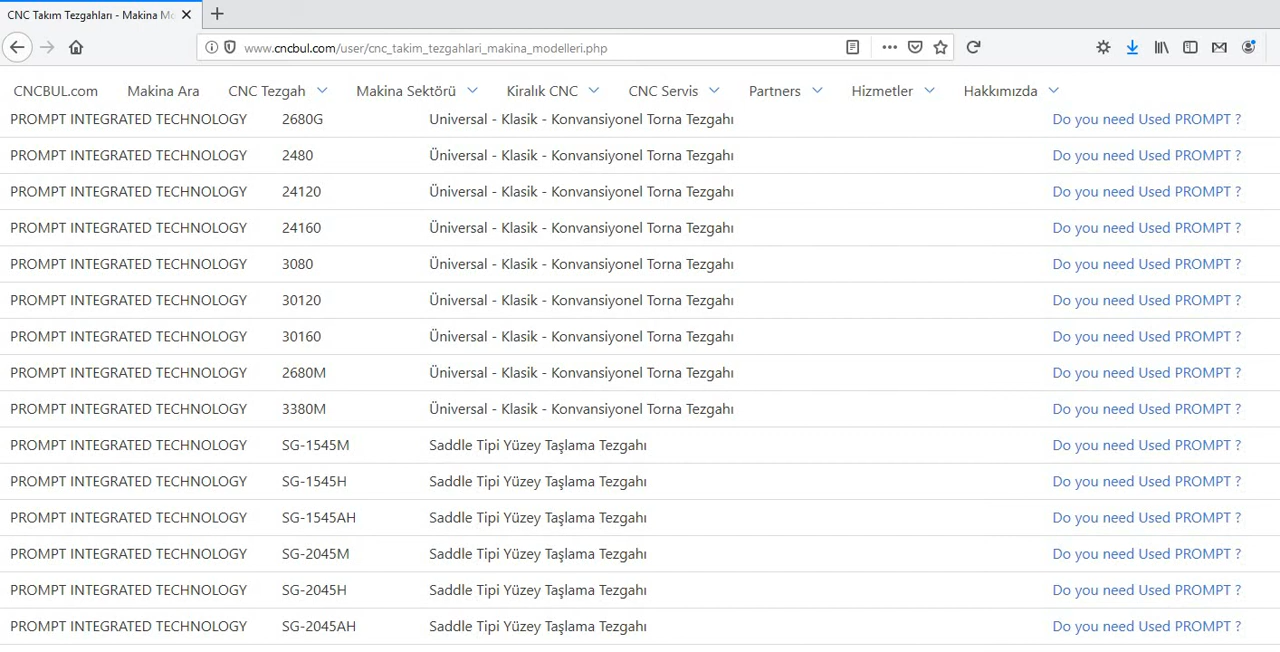 CNC Takım Tezgahları - Makina Mo
www.cncbul.com/user/cnc_takim_tezgahlari_makina_modelleri.php
CNCBUL.com Makina Ara CNC Tezgah Makina Sektörü Kiralık CNC CNC Servis Partners Hizmetler Hakkımızda
PROMPT INTEGRATED TECHNOLOGY 2680G Universal - Klasik - Konvansiyonel Torna Tezgahı Do you need Used PROMPT ?
PROMPT INTEGRATED TECHNOLOGY 2480 Üniversal - Klasik - Konvansiyonel Torna Tezgahı Do you need Used PROMPT ?
PROMPT INTEGRATED TECHNOLOGY 24120 Üniversal - Klasik - Konvansiyonel Torna Tezgahı Do you need Used PROMPT ?
PROMPT INTEGRATED TECHNOLOGY 24160 Üniversal - Klasik - Konvansiyonel Torna Tezgahı Do you need Used PROMPT ?
PROMPT INTEGRATED TECHNOLOGY 3080 Üniversal - Klasik - Konvansiyonel Torna Tezgahı Do you need Used PROMPT ?
PROMPT INTEGRATED TECHNOLOGY 30120 Üniversal - Klasik - Konvansiyonel Torna Tezgahı Do you need Used PROMPT ?
PROMPT INTEGRATED TECHNOLOGY 30160 Üniversal - Klasik - Konvansiyonel Torna Tezgahı Do you need Used PROMPT ?
PROMPT INTEGRATED TECHNOLOGY 2680M Üniversal - Klasik - Konvansiyonel Torna Tezgahı Do you need Used PROMPT ?
PROMPT INTEGRATED TECHNOLOGY 3380M Üniversal - Klasik - Konvansiyonel Torna Tezgahı Do you need Used PROMPT ?
PROMPT INTEGRATED TECHNOLOGY SG-1545M Saddle Tipi Yüzey Taşlama Tezgahı Do you need Used PROMPT ?
PROMPT INTEGRATED TECHNOLOGY SG-1545H Saddle Tipi Yüzey Taşlama Tezgahı Do you need Used PROMPT ?
PROMPT INTEGRATED TECHNOLOGY SG-1545AH Saddle Tipi Yüzey Taşlama Tezgahı Do you need Used PROMPT ?
PROMPT INTEGRATED TECHNOLOGY SG-2045M Saddle Tipi Yüzey Taşlama Tezgahı Do you need Used PROMPT ?
PROMPT INTEGRATED TECHNOLOGY SG-2045H Saddle Tipi Yüzey Taşlama Tezgahı Do you need Used PROMPT ?
PROMPT INTEGRATED TECHNOLOGY SG-2045AH Saddle Tipi Yüzey Taşlama Tezgahı Do you need Used PROMPT ?